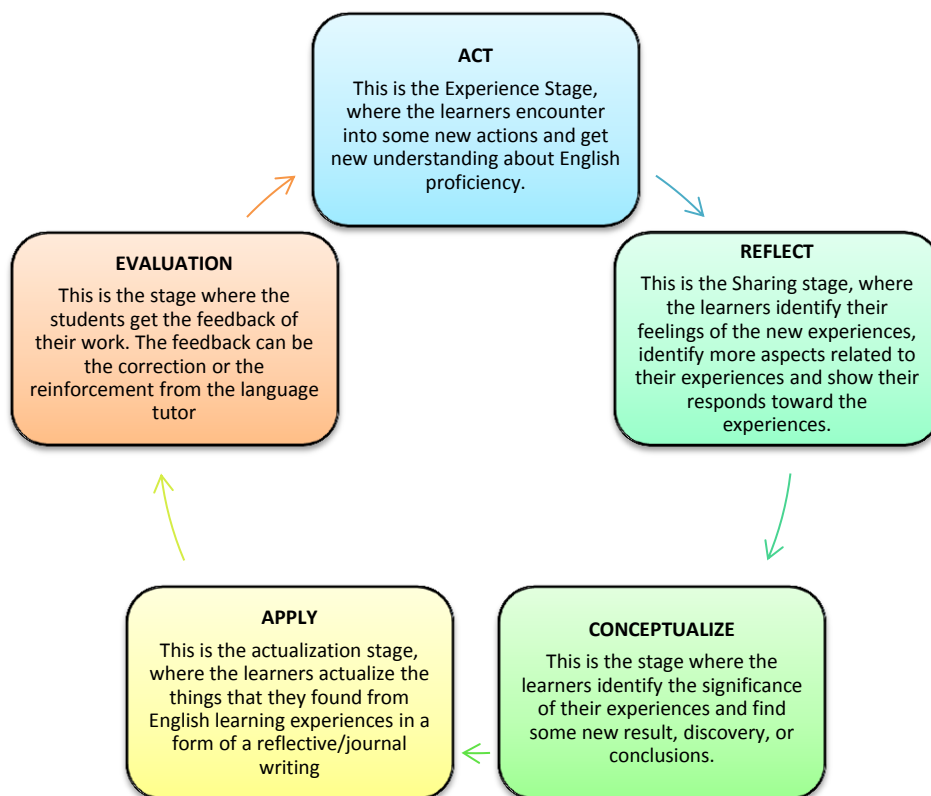 ACT
This is the Experience Stage,
where the learners encounter
into some new actions and get
new understanding about English
proficiency.
REFLECT
This is the Sharing stage, where
the learners identify their
feelings of the new experiences,
identify more aspects related to
their experiences and show their
responds toward the
experiences.
CONCEPTUALIZE
This is the stage where the
learners identify the significance
of their experiences and find
some new result, discovery, or
conclusions.
APPLY
This is the actualization stage,
where the learners actualize the
things that they found from
English learning experiences in a
form of a reflective/journal
writing
EVALUATION
This is the stage where the
students get the feedback of
their work. The feedback can be
the correction or the
reinforcement from the language
tutor